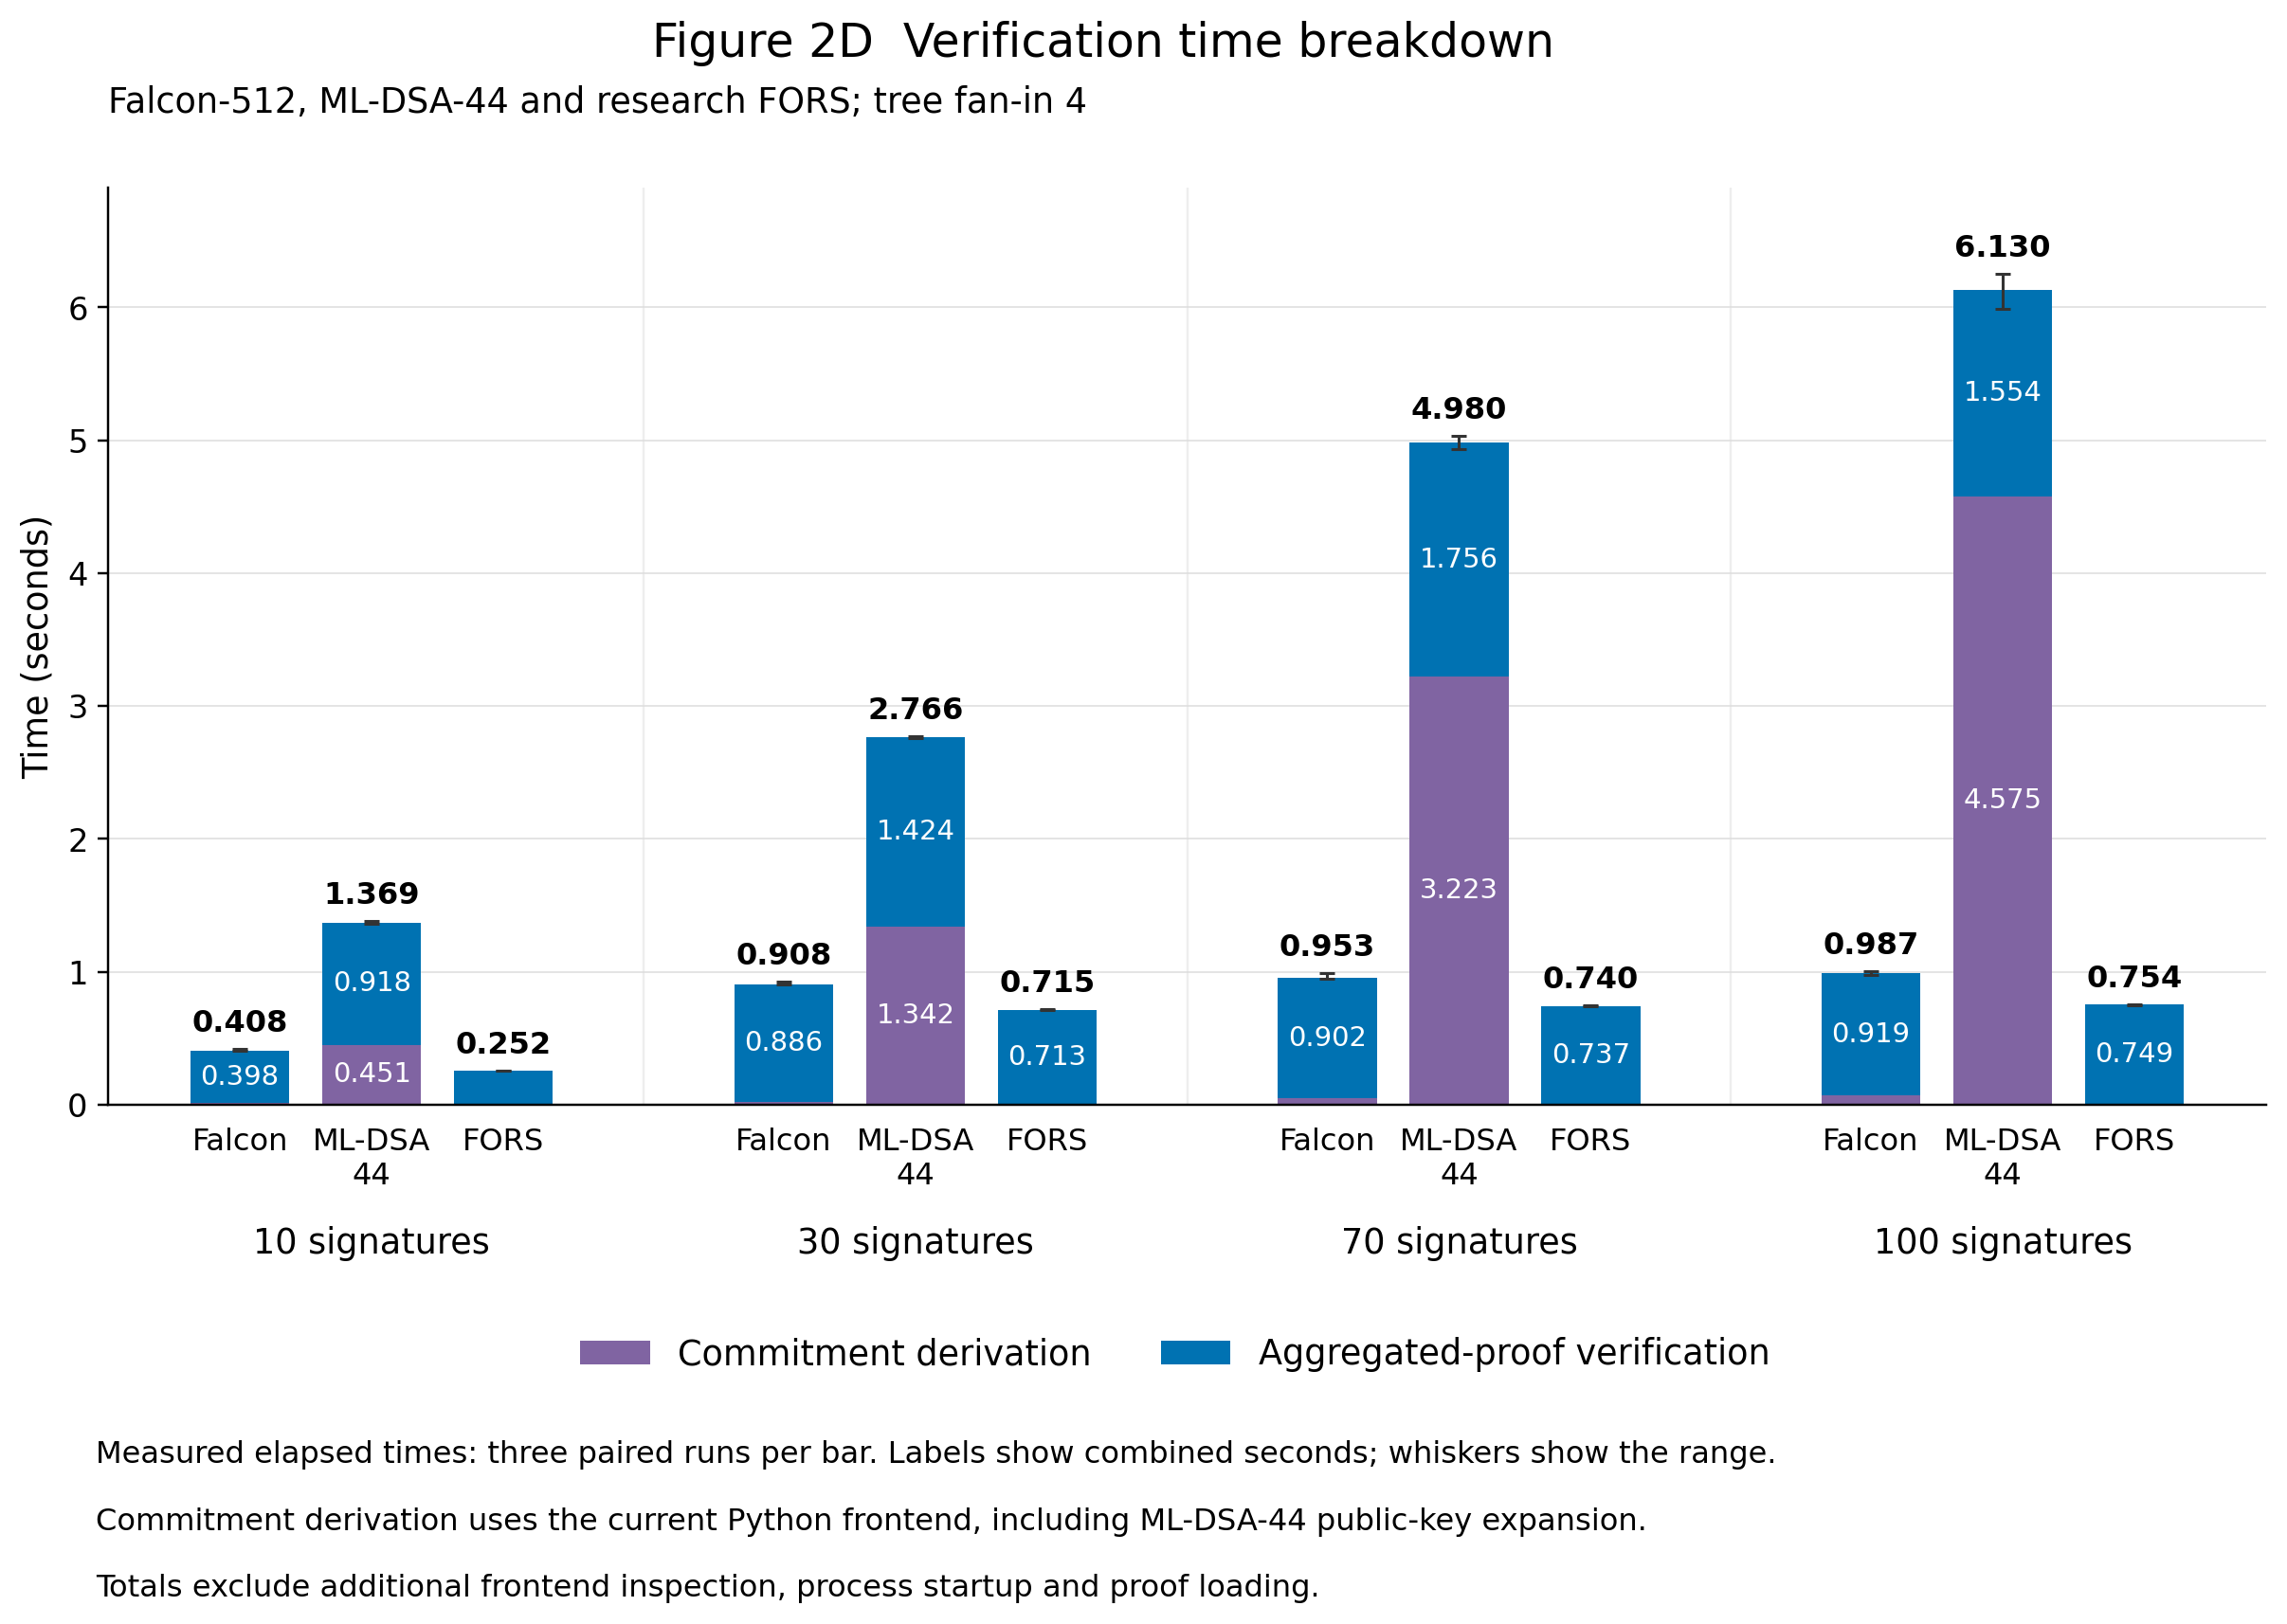 Figure 2D  Verification time breakdown
Falcon-512, ML-DSA-44 and research FORS; tree fan-in 4
Time (seconds)
6
5
4
3
2
1
0
0.408
0.398
1.369
0.918
0.451
0.252
0.908
0.886
2.766
1.424
1.342
0.715
0.713
0.953
0.902
4.980
1.756
3.223
0.740
0.737
0.987
0.919
6.130
1.554
4.575
0.754
0.749
Falcon ML-DSA 44 FORS
Falcon ML-DSA 44 FORS
Falcon ML-DSA 44 FORS
Falcon ML-DSA 44 FORS
10 signatures
30 signatures
70 signatures
100 signatures
Commitment derivation
Aggregated-proof verification
Measured elapsed times: three paired runs per bar. Labels show combined seconds; whiskers show the range.
Commitment derivation uses the current Python frontend, including ML-DSA-44 public-key expansion.
Totals exclude additional frontend inspection, process startup and proof loading.